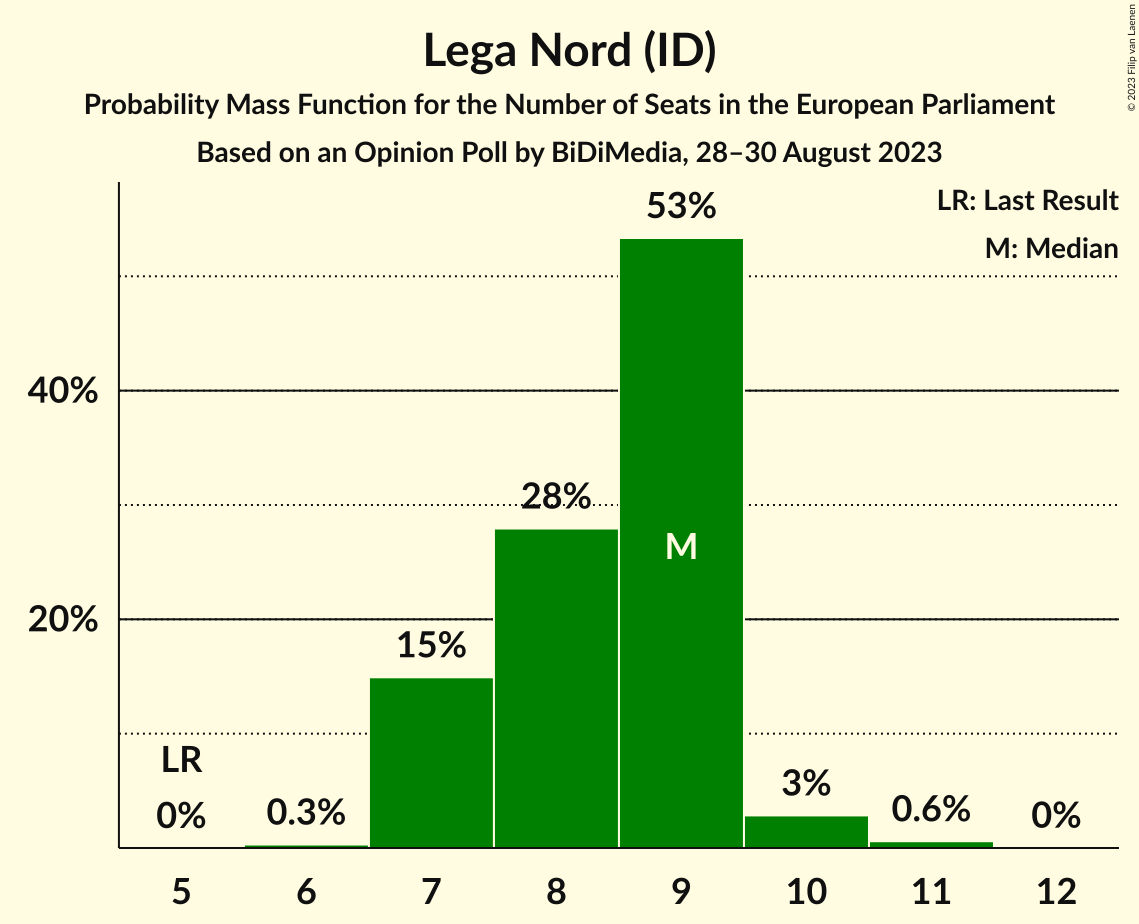 Lega Nord (ID)
Probability Mass Function for the Number of Seats in the European Parliament
Based on an Opinion Poll by BiDiMedia, 28–30 August 2023
© 2023 Filip van Laenen
LR: Last Result
M: Median
53%
40%
28%
M
20%
15%
LR
0%
0.3%
3%
0.6%
0%
5 6 7 8 9 10 11 12